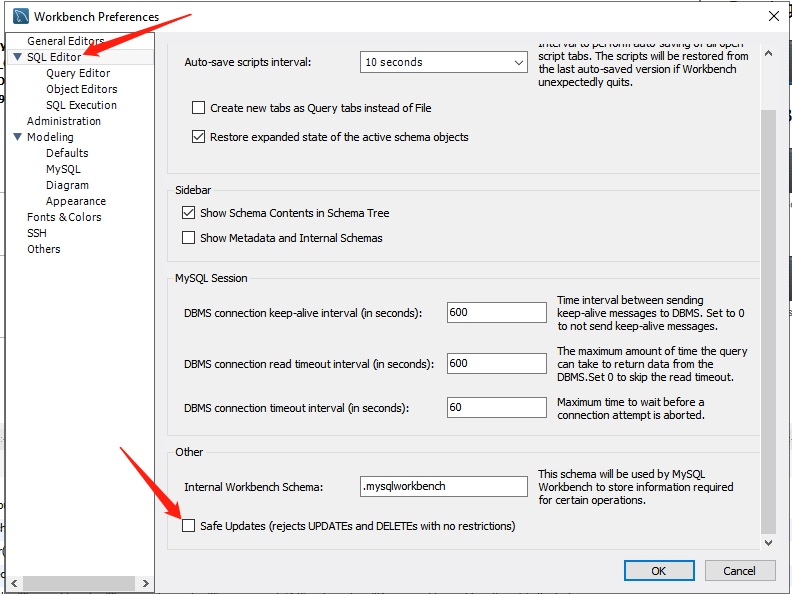 Workbench Preferences
General Editors
SQL Editor
Query Editor
Object Editors
SQL Execution
Administration
Modeling
Defaults
MySQL
Diagram
Appearance
Fonts & Colors
SSH
Others
Auto-save scripts interval:
10 seconds
interval to perform auto-saving of all open
script tabs. The scripts will be restored from
the last auto-saved version if Workbench
unexpectedly quits.
Create new tabs as Query tabs instead of File
Restore expanded state of the active schema objects
Sidebar
Show Schema Contents in Schema Tree
Show Metadata and Internal Schemas
MySQL Session
DBMS connection keep-alive interval (in seconds):
600
Time interval between sending
keep-alive messages to DBMS. Set to 0
to not send keep-alive messages.
DBMS connection read timeout interval (in seconds):
600
The maximum amount of time the query
can take to return data from the
DBMS.Set 0 to skip the read timeout.
DBMS connection timeout interval (in seconds):
60
Maximum time to wait before a
connection attempt is aborted.
Other
Internal Workbench Schema:
.mysqlworkbench
This schema will be used by MySQL
Workbench to store information required
for certain operations.
Safe Updates (rejects UPDATEs and DELETEs with no restrictions)
OK
Cancel